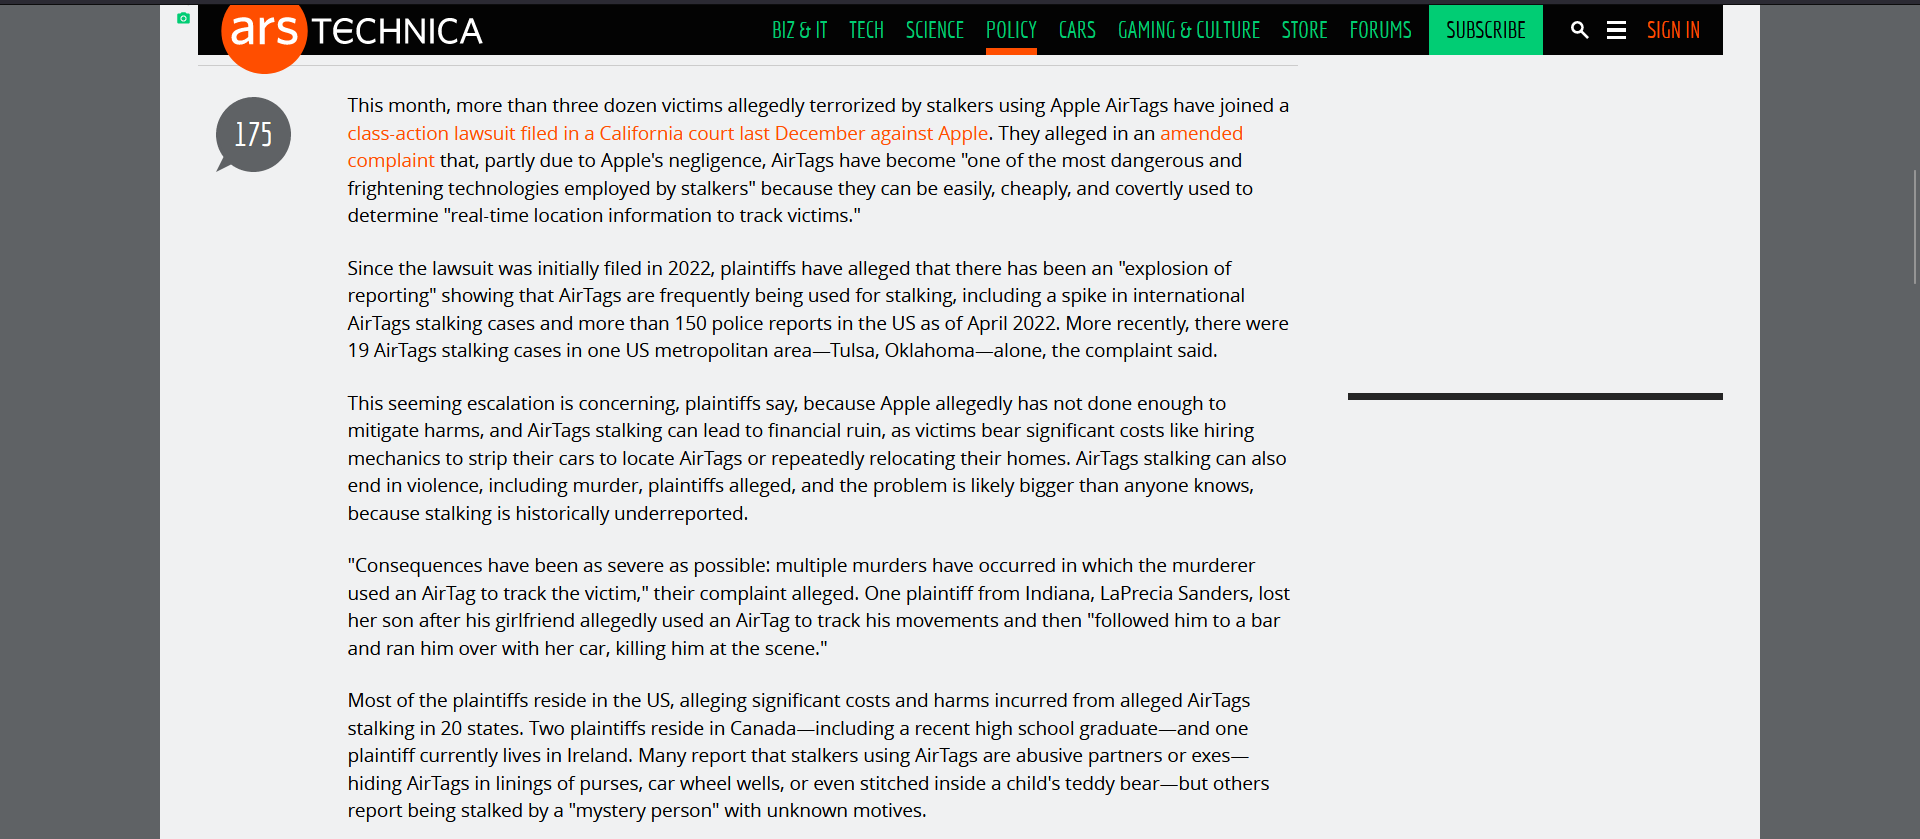 ars TECHNICA
BIZ & IT TECH SCIENCE POLICY CARS GAMING & CULTURE STORE FORUMS SUBSCRIBE SIGN IN
175
This month, more than three dozen victims allegedly terrorized by stalkers using Apple AirTags have joined a
class-action lawsuit filed in a California court last December against Apple. They alleged in an amended
complaint that, partly due to Apple's negligence, AirTags have become "one of the most dangerous and
frightening technologies employed by stalkers" because they can be easily, cheaply, and covertly used to
determine "real-time location information to track victims."
Since the lawsuit was initially filed in 2022, plaintiffs have alleged that there has been an "explosion of
reporting" showing that AirTags are frequently being used for stalking, including a spike in international
AirTags stalking cases and more than 150 police reports in the US as of April 2022. More recently, there were
19 AirTags stalking cases in one US metropolitan area—Tulsa, Oklahoma—alone, the complaint said.
This seeming escalation is concerning, plaintiffs say, because Apple allegedly has not done enough to
mitigate harms, and AirTags stalking can lead to financial ruin, as victims bear significant costs like hiring
mechanics to strip their cars to locate AirTags or repeatedly relocating their homes. AirTags stalking can also
end in violence, including murder, plaintiffs alleged, and the problem is likely bigger than anyone knows,
because stalking is historically underreported.
"Consequences have been as severe as possible: multiple murders have occurred in which the murderer
used an AirTag to track the victim," their complaint alleged. One plaintiff from Indiana, LaPrecia Sanders, lost
her son after his girlfriend allegedly used an AirTag to track his movements and then "followed him to a bar
and ran him over with her car, killing him at the scene."
Most of the plaintiffs reside in the US, alleging significant costs and harms incurred from alleged AirTags
stalking in 20 states. Two plaintiffs reside in Canada—including a recent high school graduate—and one
plaintiff currently lives in Ireland. Many report that stalkers using AirTags are abusive partners or exes—
hiding AirTags in linings of purses, car wheel wells, or even stitched inside a child's teddy bear—but others
report being stalked by a "mystery person" with unknown motives.